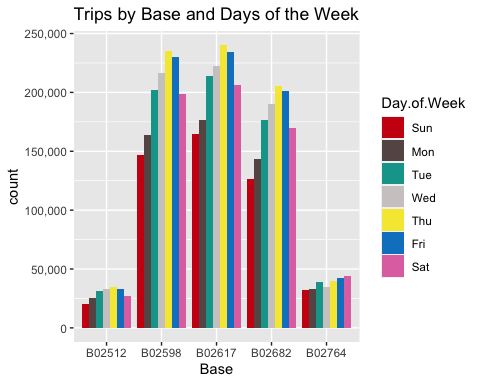 Trips by Base and Days of the Week
250,000
200,000
150,000
100,000
50,000
0
count
B02512 B02598 B02617 B02682 B02764
Base
Day.of.Week
Sun
Mon
Tue
Wed
Thu
Fri
Sat